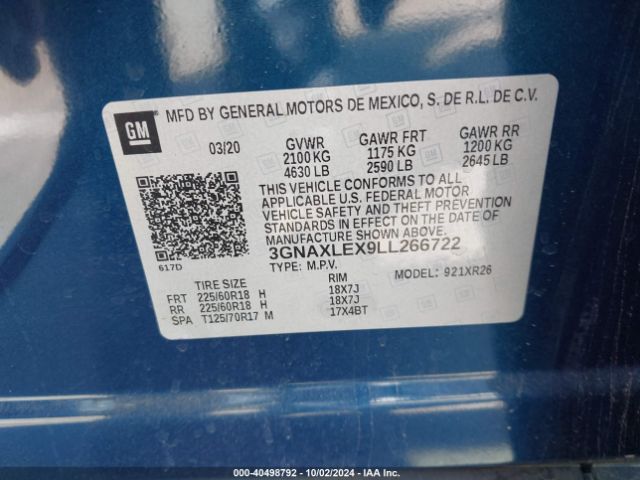 GM
MFD BY GENERAL MOTORS DE MEXICO, S. DE R.L. DE C.V.
03/20 GVWR GAWR FRT GAWR RR
2100 KG 1175 KG 1200 KG
4630 LB 2590 LB 2645 LB
THIS VEHICLE CONFORMS TO ALL
APPLICABLE U.S. FEDERAL MOTOR
VEHICLE SAFETY AND THEFT PREVENTION
STANDARDS IN EFFECT ON THE DATE OF
MANUFACTURE SHOWN ABOVE.
617D
3GNAXLEX9LL266722
TYPE: M.P.V. MODEL: 921XR26
TIRE SIZE RIM
FRT 225/60R18 H 18X7J
RR 225/60R18 H 18X7J
SPA T125/70R17 M 17X4BT
000-40498792 - 10/02/2024 - IAA Inc.